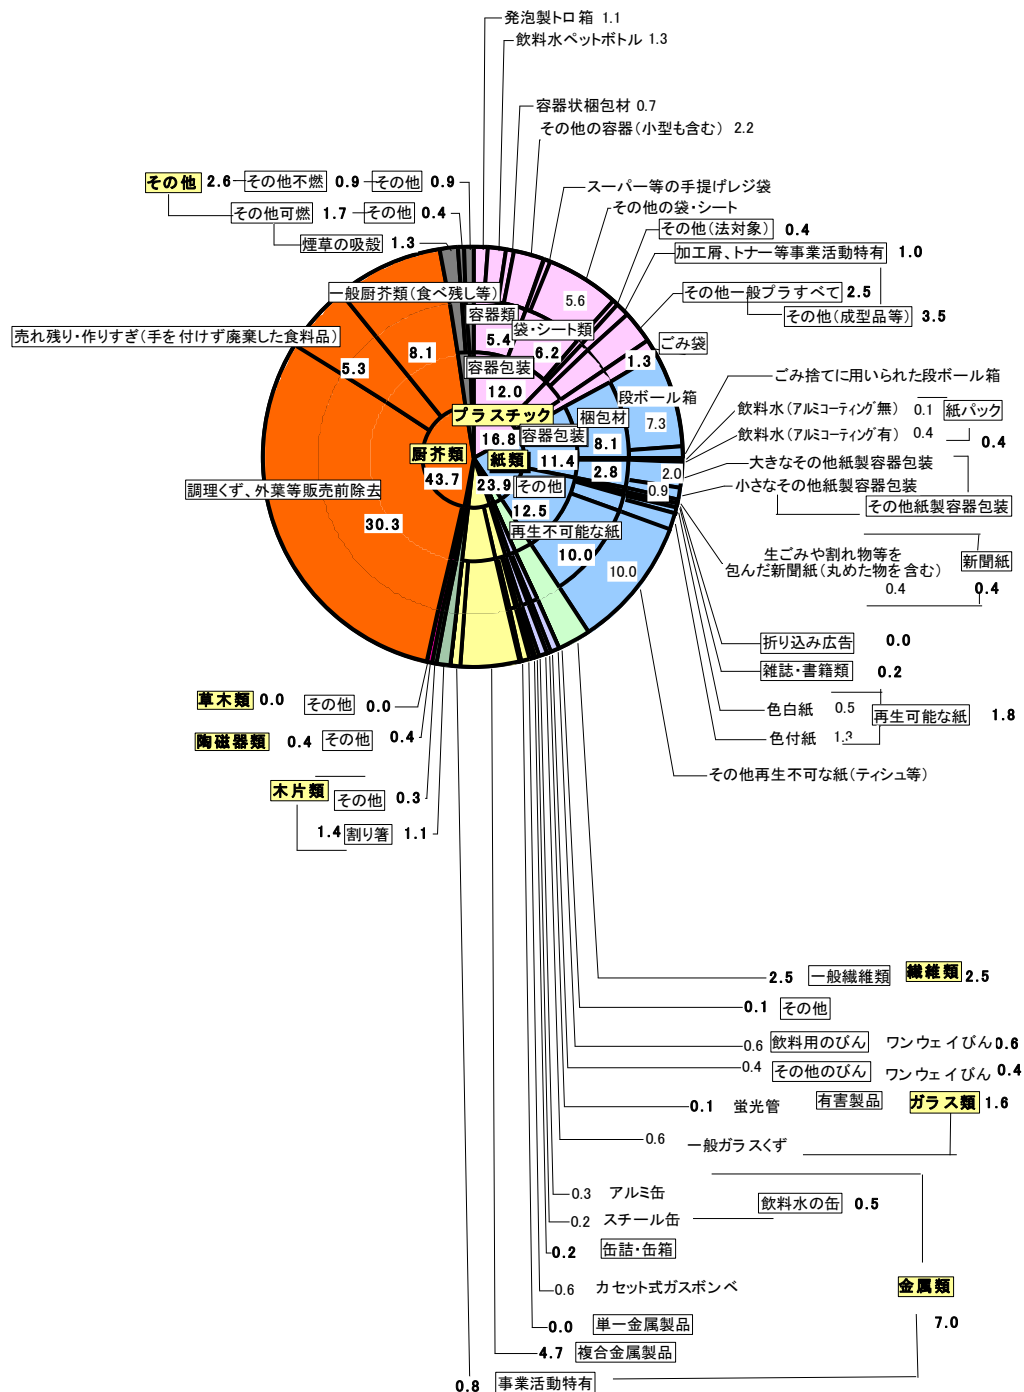 発泡製トロ箱 1.1
飲料水ペットボトル 1.3
容器状梱包材 0.7
その他の容器(小型も含む) 2.2
その他 2.6 その他不燃 0.9 その他 0.9
スーパー等の手提げレジ袋
その他の袋・シート
その他可燃 1.7 その他 0.4
その他(法対象) 0.4
煙草の吸殻 1.3
加工屑、トナー等事業活動特有 1.0
一般厨芥類(食べ残し等)
その他一般プラすべて 2.5
5.6
容器類
その他(成型品等) 3.5
売れ残り・作りすぎ(手を付けず廃棄した食料品)
5.4
袋・シート類
ごみ袋
8.1
6.2
1.3
5.3
容器包装
12.0
ごみ捨てに用いられた段ボール箱
段ボール箱
7.3
プラスチック
16.8
飲料水(アルミコーティング無) 0.1 紙パック
梱包材
8.1
容器包装
11.4
飲料水(アルミコーティング有) 0.4
0.4
厨芥類
43.7
紙類
23.9
2.8
2.0
大きなその他紙製容器包装
0.9
小さなその他紙製容器包装
その他紙製容器包装
調理くず、外葉等販売前除去
30.3
その他
12.5
再生不可能な紙
10.0
10.0
生ごみや割れ物等を
包んだ新聞紙(丸めた物を含む)
0.4
新聞紙
0.4
折り込み広告 0.0
雑誌・書籍類 0.2
草木類 0.0 その他 0.0
色白紙 0.5
再生可能な紙 1.8
陶磁器類 0.4 その他 0.4
色付紙 1.3
その他再生不可な紙(ティシュ等)
木片類
その他 0.3
1.4 割り箸 1.1
2.5 一般繊維類 繊維類 2.5
0.1 その他
0.6 飲料用のびん ワンウェイびん 0.6
0.4 その他のびん ワンウェイびん 0.4
0.1 蛍光管 有害製品 ガラス類 1.6
0.6 一般ガラスくず
0.3 アルミ缶
飲料水の缶 0.5
0.2 スチール缶
0.2 缶詰・缶箱
0.6 カセット式ガスボンベ
金属類
7.0
0.0 単一金属製品
4.7 複合金属製品
0.8 事業活動特有